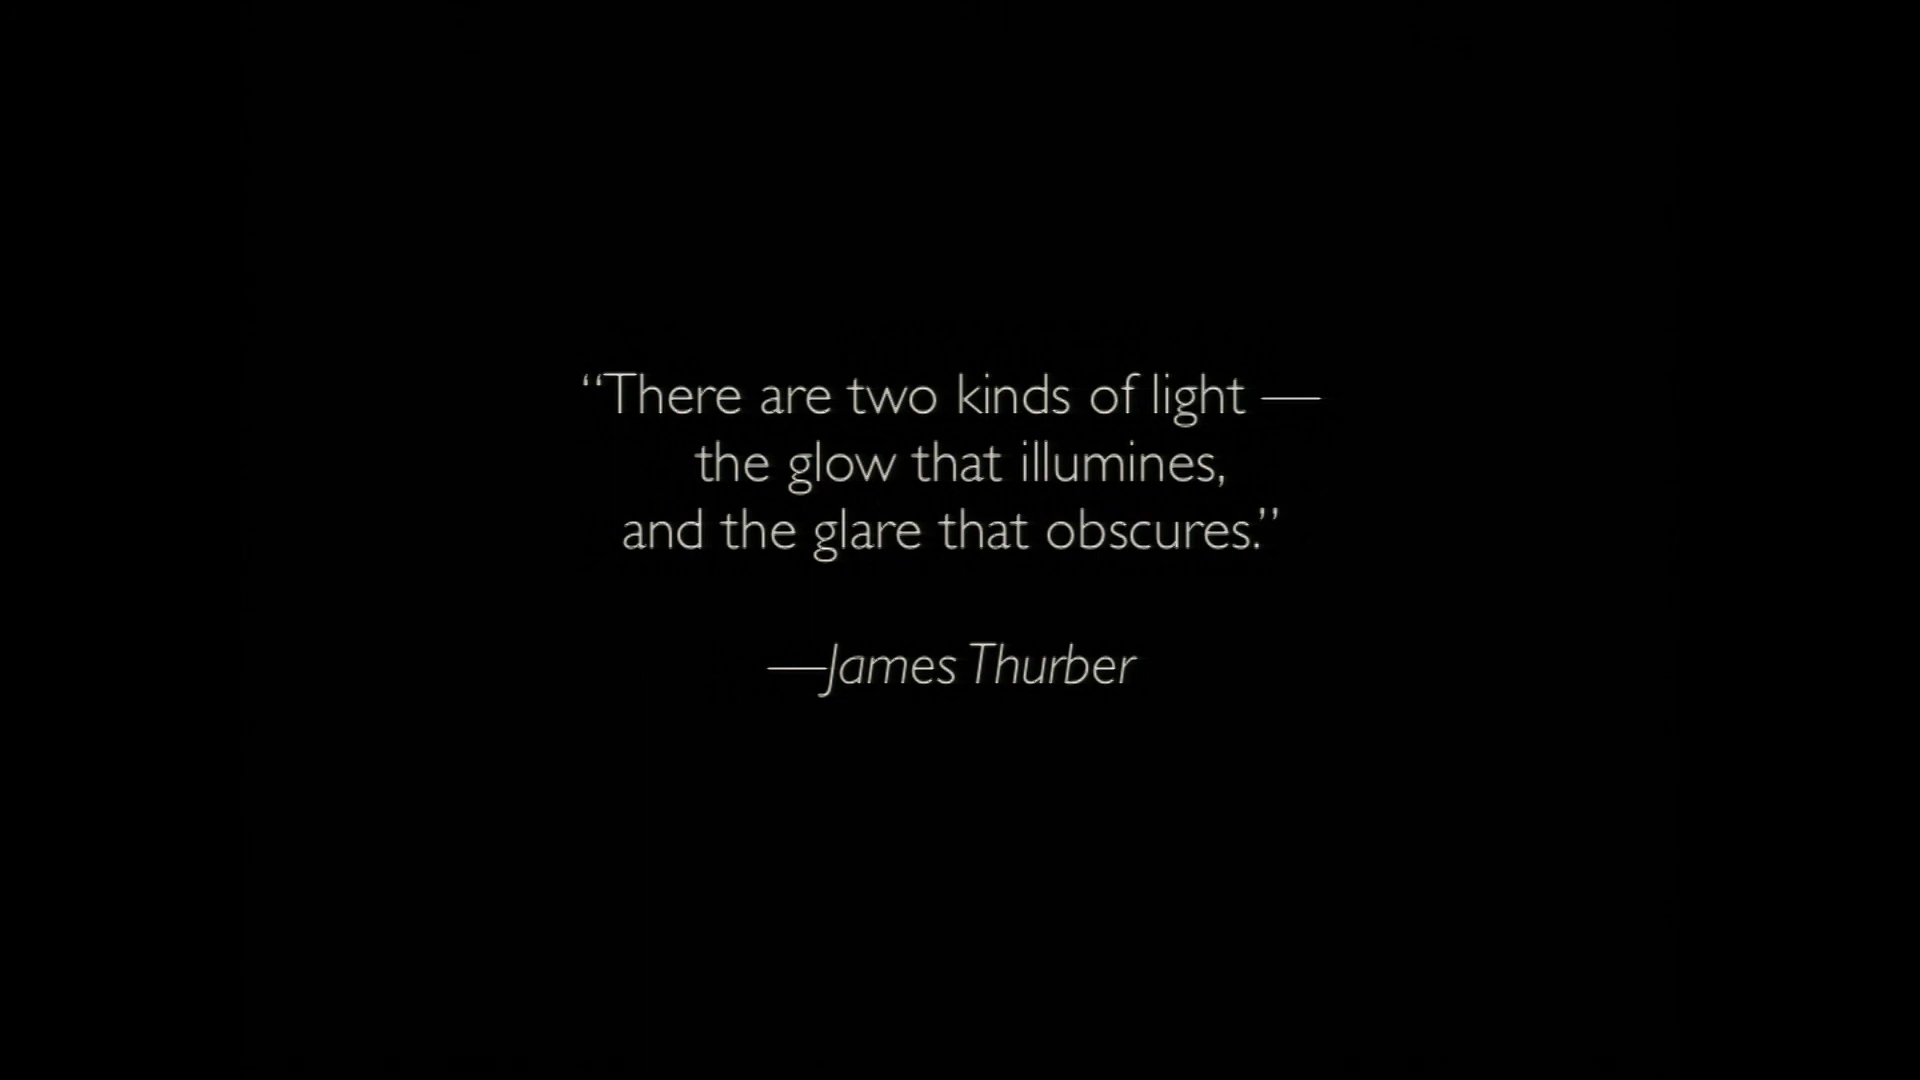 “There are two kinds of light —
the glow that illumines,
and the glare that obscures.”
—James Thurber